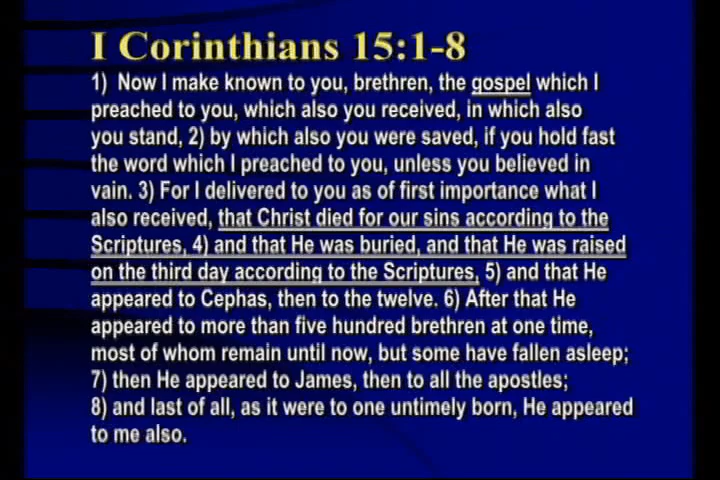 I Corinthians 15:1-8
1) Now I make known to you, brethren, the gospel which I
preached to you, which also you received, in which also
you stand, 2) by which also you were saved, if you hold fast
the word which I preached to you, unless you believed in
vain. 3) For I delivered to you as of first importance what I
also received, that Christ died for our sins according to the
Scriptures, 4) and that He was buried, and that He was raised
on the third day according to the Scriptures, 5) and that He
appeared to Cephas, then to the twelve. 6) After that He
appeared to more than five hundred brethren at one time,
most of whom remain until now, but some have fallen asleep;
7) then He appeared to James, then to all the apostles;
8) and last of all, as it were to one untimely born, He appeared
to me also.